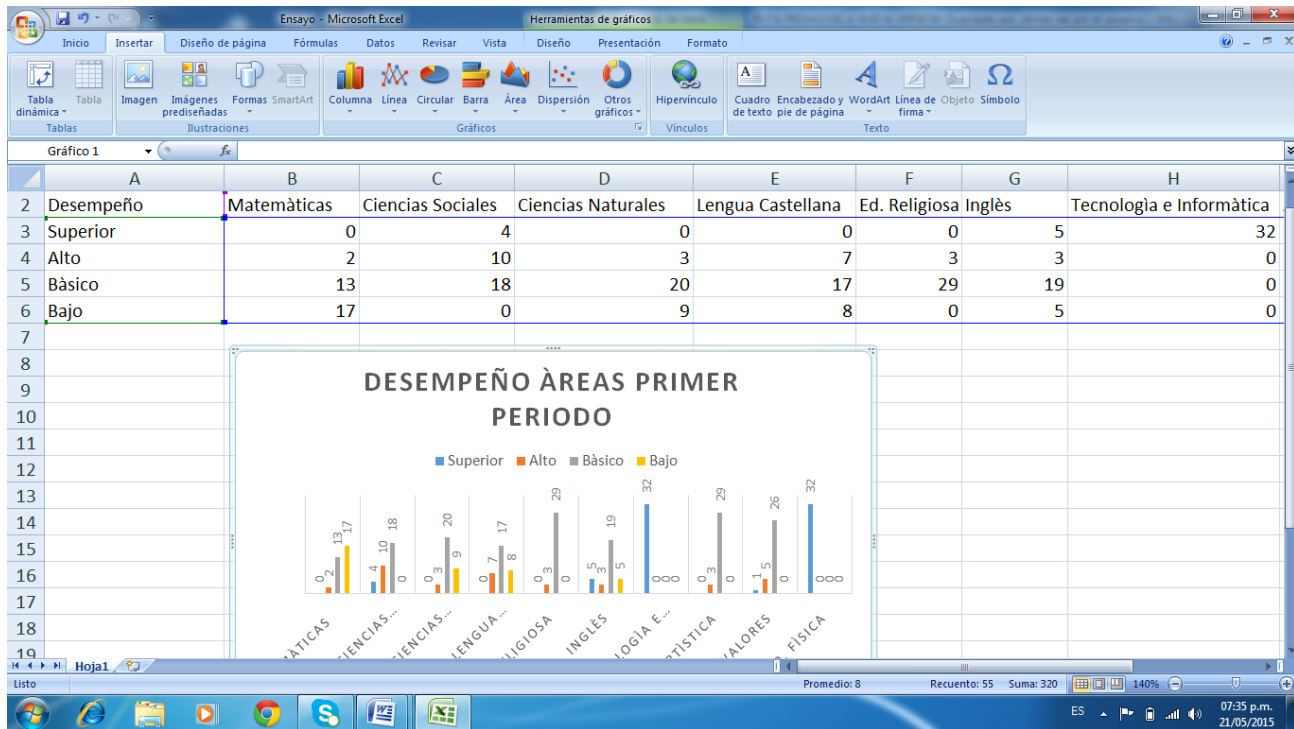 Ensayo - Microsoft Excel
Herramientas de gráficos
Inicio Insertar Diseño de página Fórmulas Datos Revisar Vista Diseño Presentación Formato
Tabla dinámica
Tabla
Imagen
Imágenes prediseñadas
Formas
SmartArt
Columna
Línea
Circular
Barra
Área
Dispersión
Otros gráficos
Hipervínculo
Cuadro de texto
Encabezado y pie de página
WordArt
Línea de firma
Objeto
Símbolo
Tablas Ilustraciones Gráficos Vínculos Texto
Gráfico 1 fx
A B C D E F G H
2 Desempeño Matemàticas Ciencias Sociales Ciencias Naturales Lengua Castellana Ed. Religiosa Inglès Tecnologìa e Informàtica
3 Superior 0 4 0 0 0 5 32
4 Alto 2 10 3 7 3 3 0
5 Bàsico 13 18 20 17 29 19 0
6 Bajo 17 0 9 8 0 5 0
7
8
9
10
11
12
13
14
15
16
17
18
19
DESEMPEÑO ÀREAS PRIMER
PERIODO
Superior Alto Bàsico Bajo
0 2 13 17
4 10 18 0
0 3 20 9
0 7 17 8
0 3 29 0
5 3 19 5
32 0 0 0
0 3 29 0
1 5 26 0
32 0 0 0
INGLÈS
Hoja1
Listo Promedio: 8 Recuento: 55 Suma: 320 140%
ES 07:35 p.m.
21/05/2015